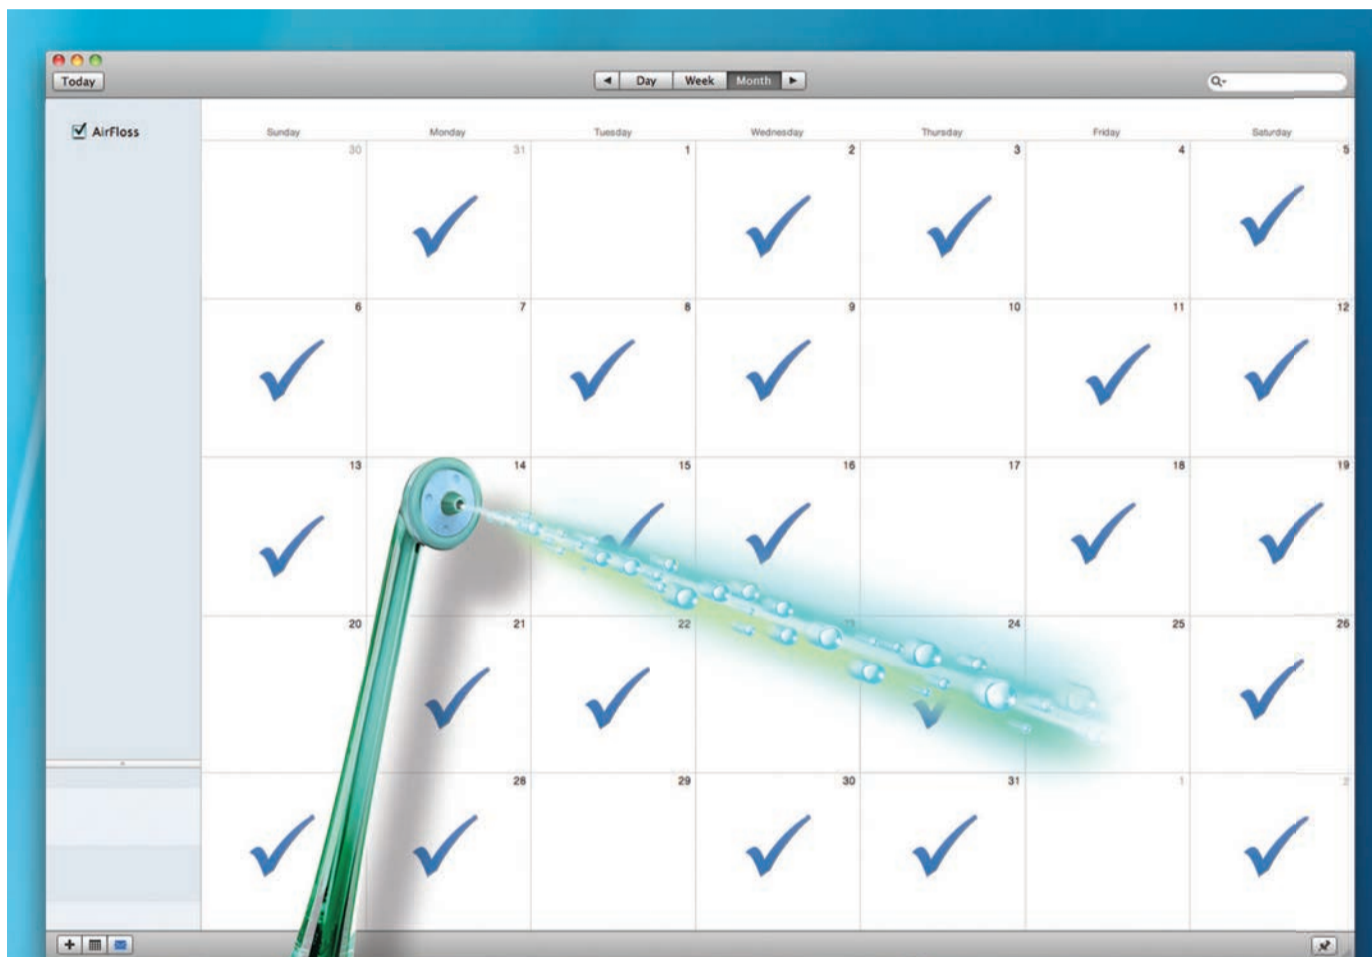 Today
Day Week Month
AirFloss
Sunday Monday Tuesday Wednesday Thursday Friday Saturday
30 31 1 2 3 4 5
6 7 8 9 10 11 12
13 14 15 16 17 18 19
20 21 22 24 25 26
28 29 30 31 1 2